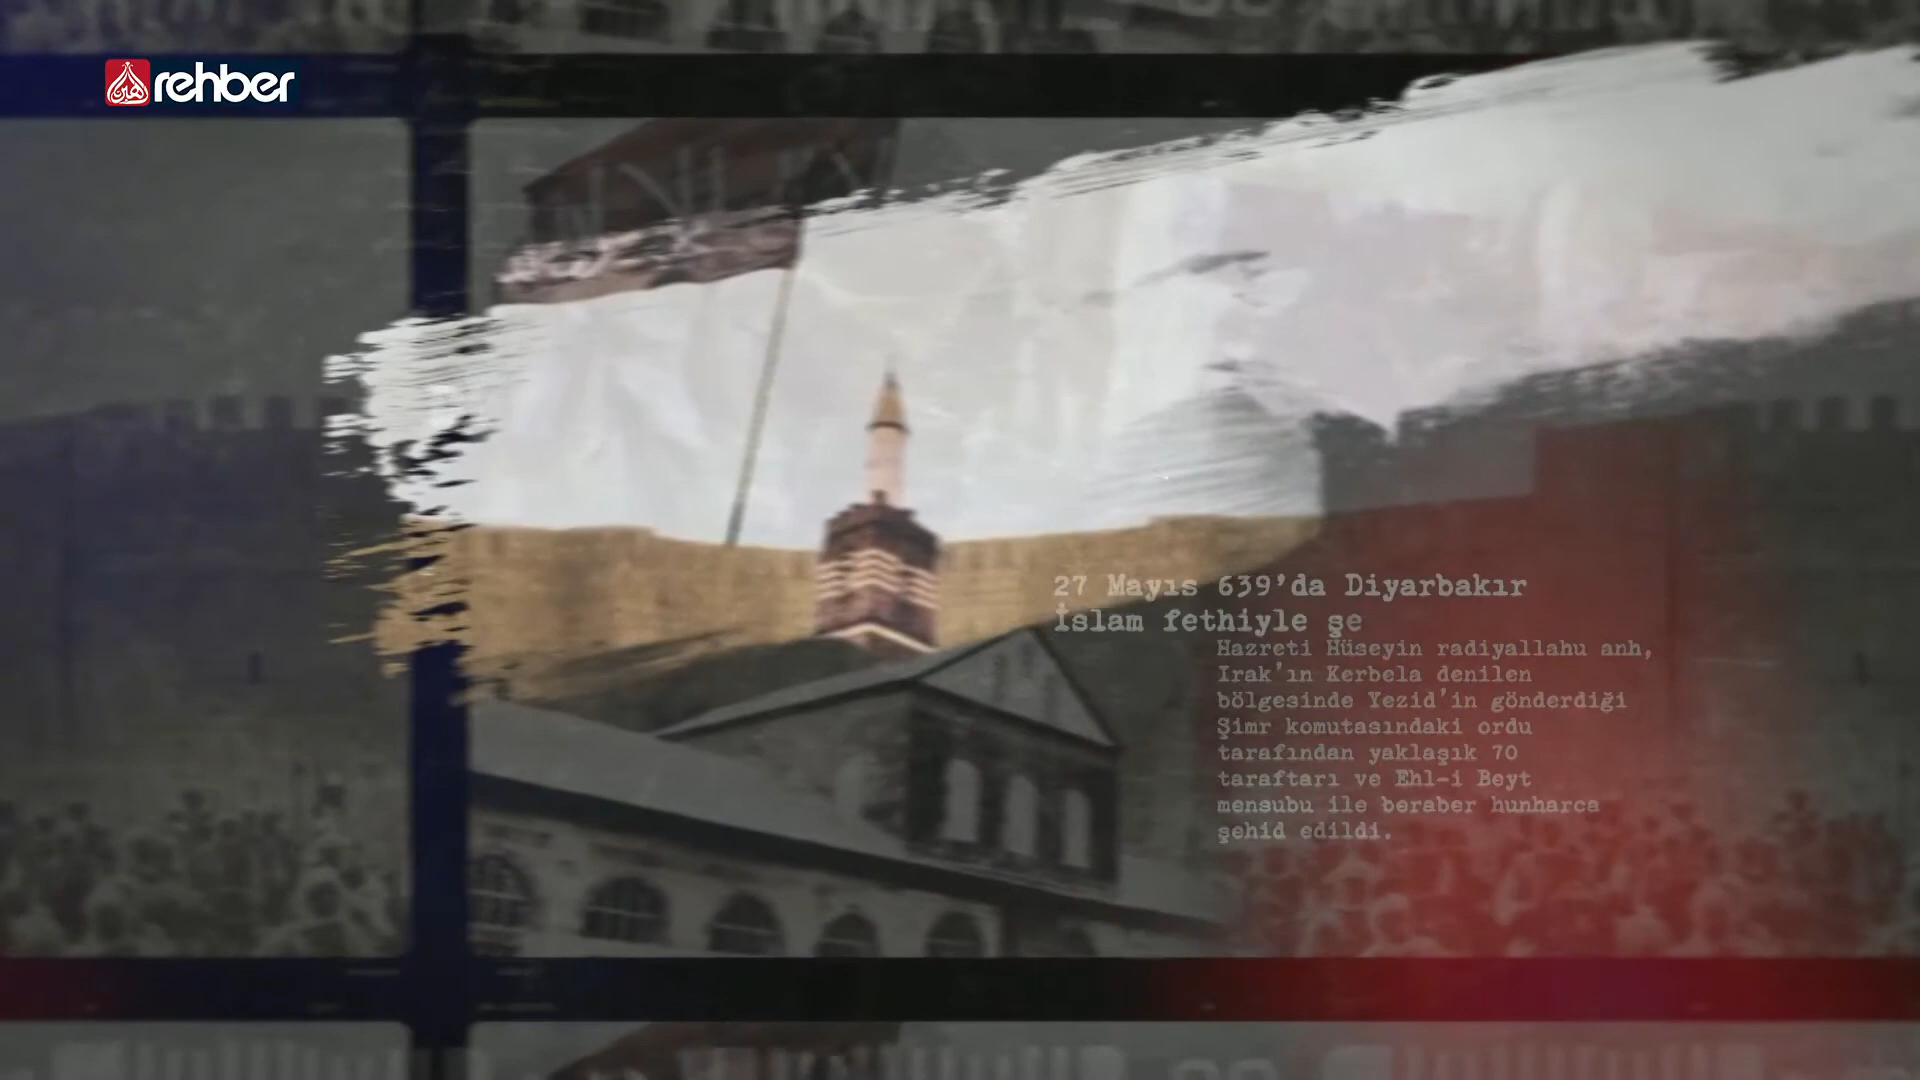 rehber
27 Mayıs 639'da Diyarbakır
İslam fethiyle şe
Hazreti Hüseyin radiyallahu anh,
Irak'ın Kerbela denilen
bölgesinde Yezid'in gönderdiği
Şimr komutasındaki ordu
tarafından yaklaşık 70
taraftarı ve Ehl-i Beyt
mensubu ile beraber hunharca
şehid edildi.